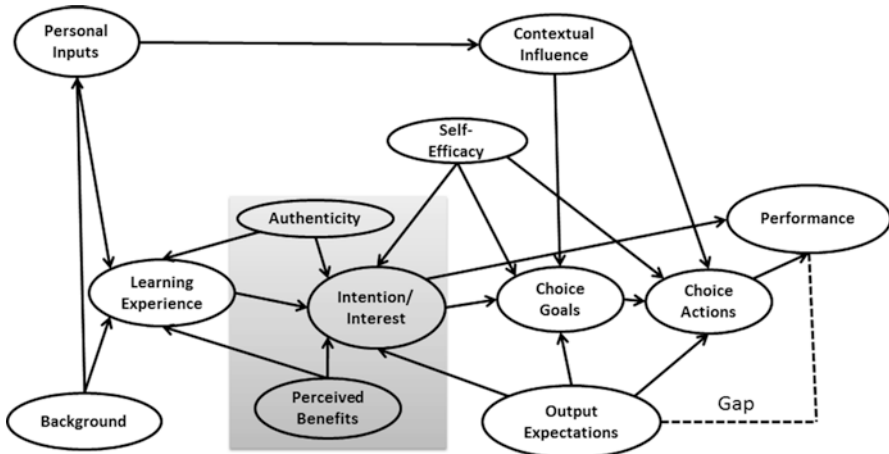 Personal
Inputs
Contextual
Influence
Self-
Efficacy
Authenticity
Performance
Learning
Experience
Intention/
Interest
Choice
Goals
Choice
Actions
Background
Perceived
Benefits
Output
Expectations
Gap